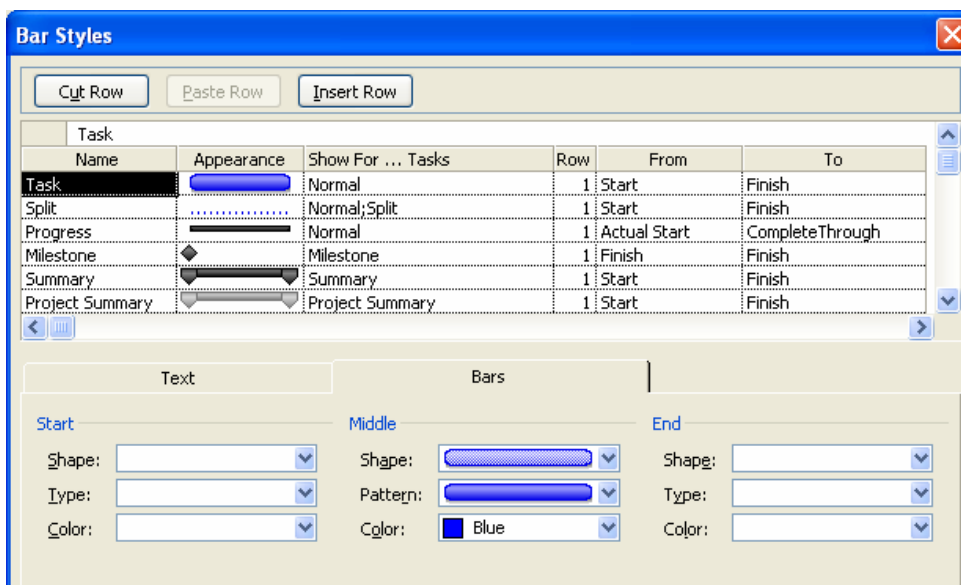 Bar Styles
Cut Row Paste Row Insert Row
Task
Name Appearance Show For ... Tasks Row From To
Task Normal 1 Start Finish
Split Normal;Split 1 Start Finish
Progress Normal 1 Actual Start CompleteThrough
Milestone Milestone 1 Finish Finish
Summary Summary 1 Start Finish
Project Summary Project Summary 1 Start Finish
Text Bars
Start Middle End
Shape: Shape: Shape:
Type: Pattern: Type:
Color: Color: Blue Color: